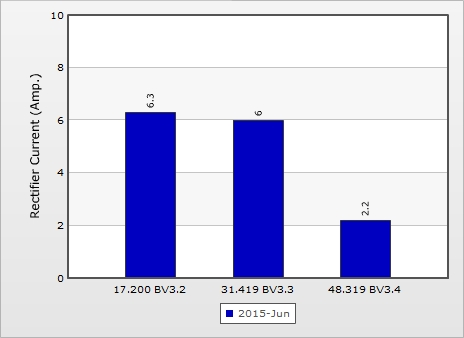 10
8
6
4
2
0
Rectifier Current (Amp.)
6.3
6
2.2
17.200 BV3.2
31.419 BV3.3
48.319 BV3.4
2015-Jun